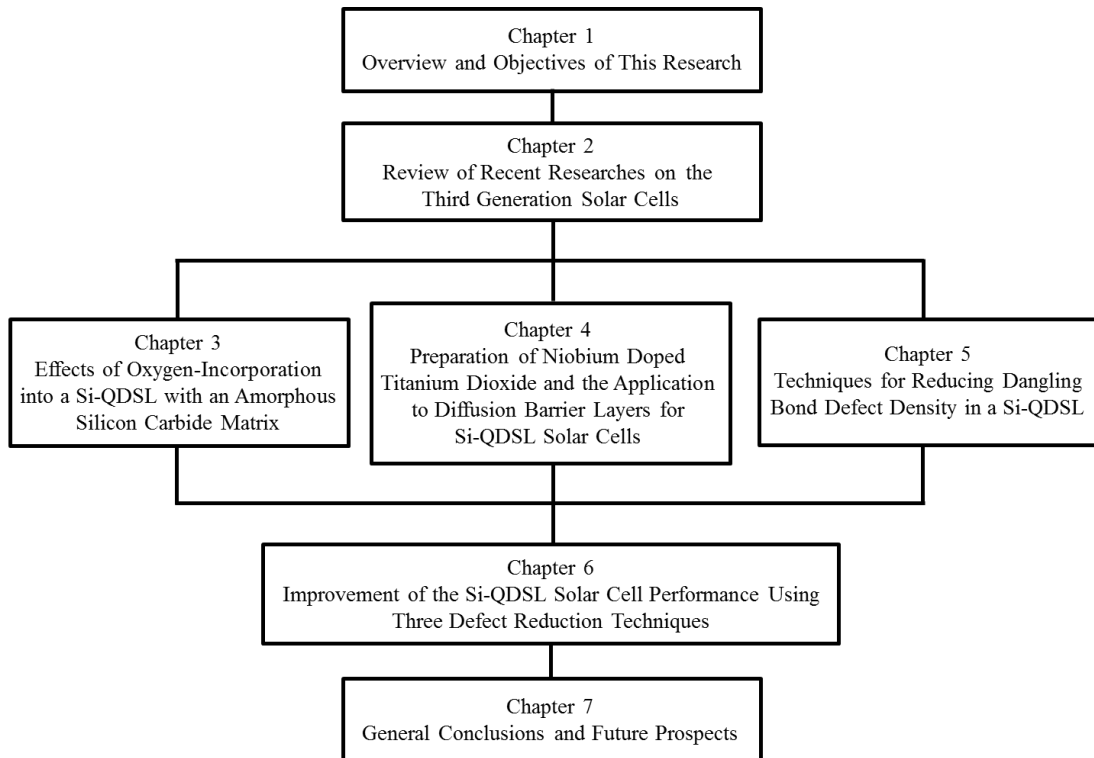 Chapter 1
Overview and Objectives of This Research
Chapter 2
Review of Recent Researches on the
Third Generation Solar Cells
Chapter 3
Effects of Oxygen-Incorporation
into a Si-QDSL with an Amorphous
Silicon Carbide Matrix
Chapter 4
Preparation of Niobium Doped
Titanium Dioxide and the Application
to Diffusion Barrier Layers for
Si-QDSL Solar Cells
Chapter 5
Techniques for Reducing Dangling
Bond Defect Density in a Si-QDSL
Chapter 6
Improvement of the Si-QDSL Solar Cell Performance Using
Three Defect Reduction Techniques
Chapter 7
General Conclusions and Future Prospects